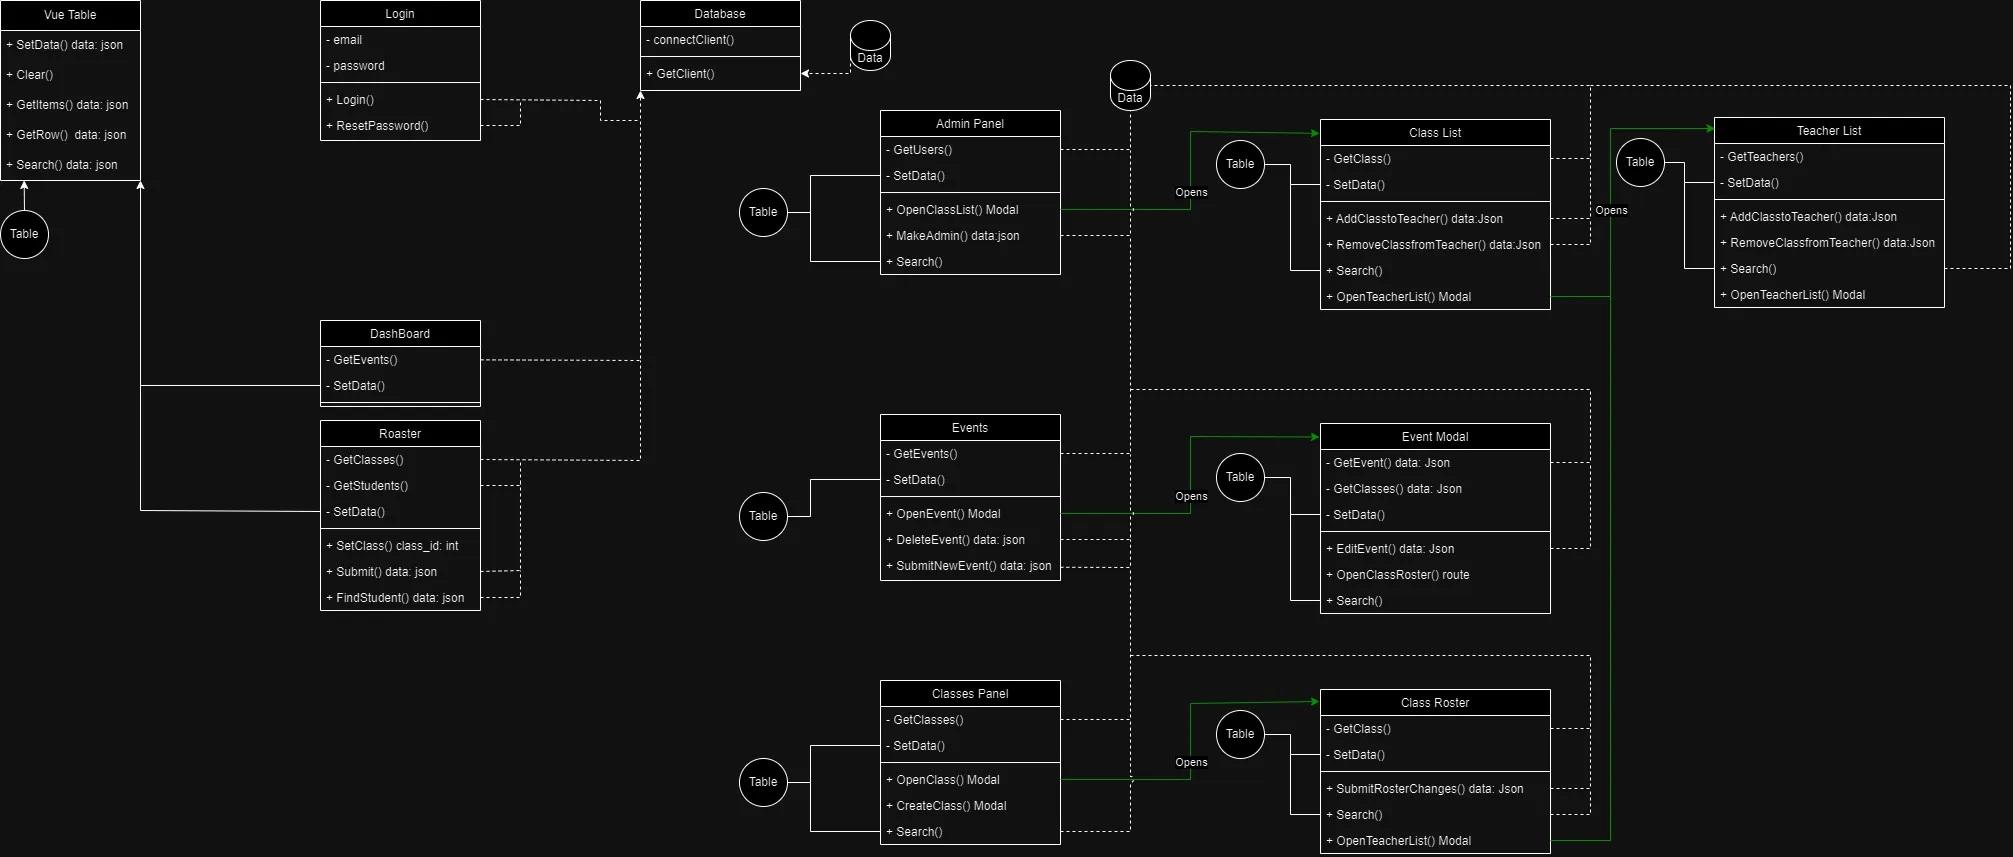 Vue Table
+ SetData() data: json
+ Clear()
+ GetItems() data: json
+ GetRow()  data: json
+ Search() data: json
Table
Login
- email
- password
+ Login()
+ ResetPassword()
Database
- connectClient()
+ GetClient()
Data
DashBoard
- GetEvents()
- SetData()
Roaster
- GetClasses()
- GetStudents()
- SetData()
+ SetClass() class_id: int
+ Submit() data: json
+ FindStudent() data: json
Data
Table
Admin Panel
- GetUsers()
- SetData()
+ OpenClassList() Modal
+ MakeAdmin() data:json
+ Search()
Opens
Table
Class List
- GetClass()
- SetData()
+ AddClasstoTeacher() data:Json
+ RemoveClassfromTeacher() data:Json
+ Search()
+ OpenTeacherList() Modal
Opens
Table
Teacher List
- GetTeachers()
- SetData()
+ AddClasstoTeacher() data:Json
+ RemoveClassfromTeacher() data:Json
+ Search()
+ OpenTeacherList() Modal
Table
Events
- GetEvents()
- SetData()
+ OpenEvent() Modal
+ DeleteEvent() data: json
+ SubmitNewEvent() data: json
Opens
Table
Event Modal
- GetEvent() data: Json
- GetClasses() data: Json
- SetData()
+ EditEvent() data: Json
+ OpenClassRoster() route
+ Search()
Table
Classes Panel
- GetClasses()
- SetData()
+ OpenClass() Modal
+ CreateClass() Modal
+ Search()
Opens
Table
Class Roster
- GetClass()
- SetData()
+ SubmitRosterChanges() data: Json
+ Search()
+ OpenTeacherList() Modal